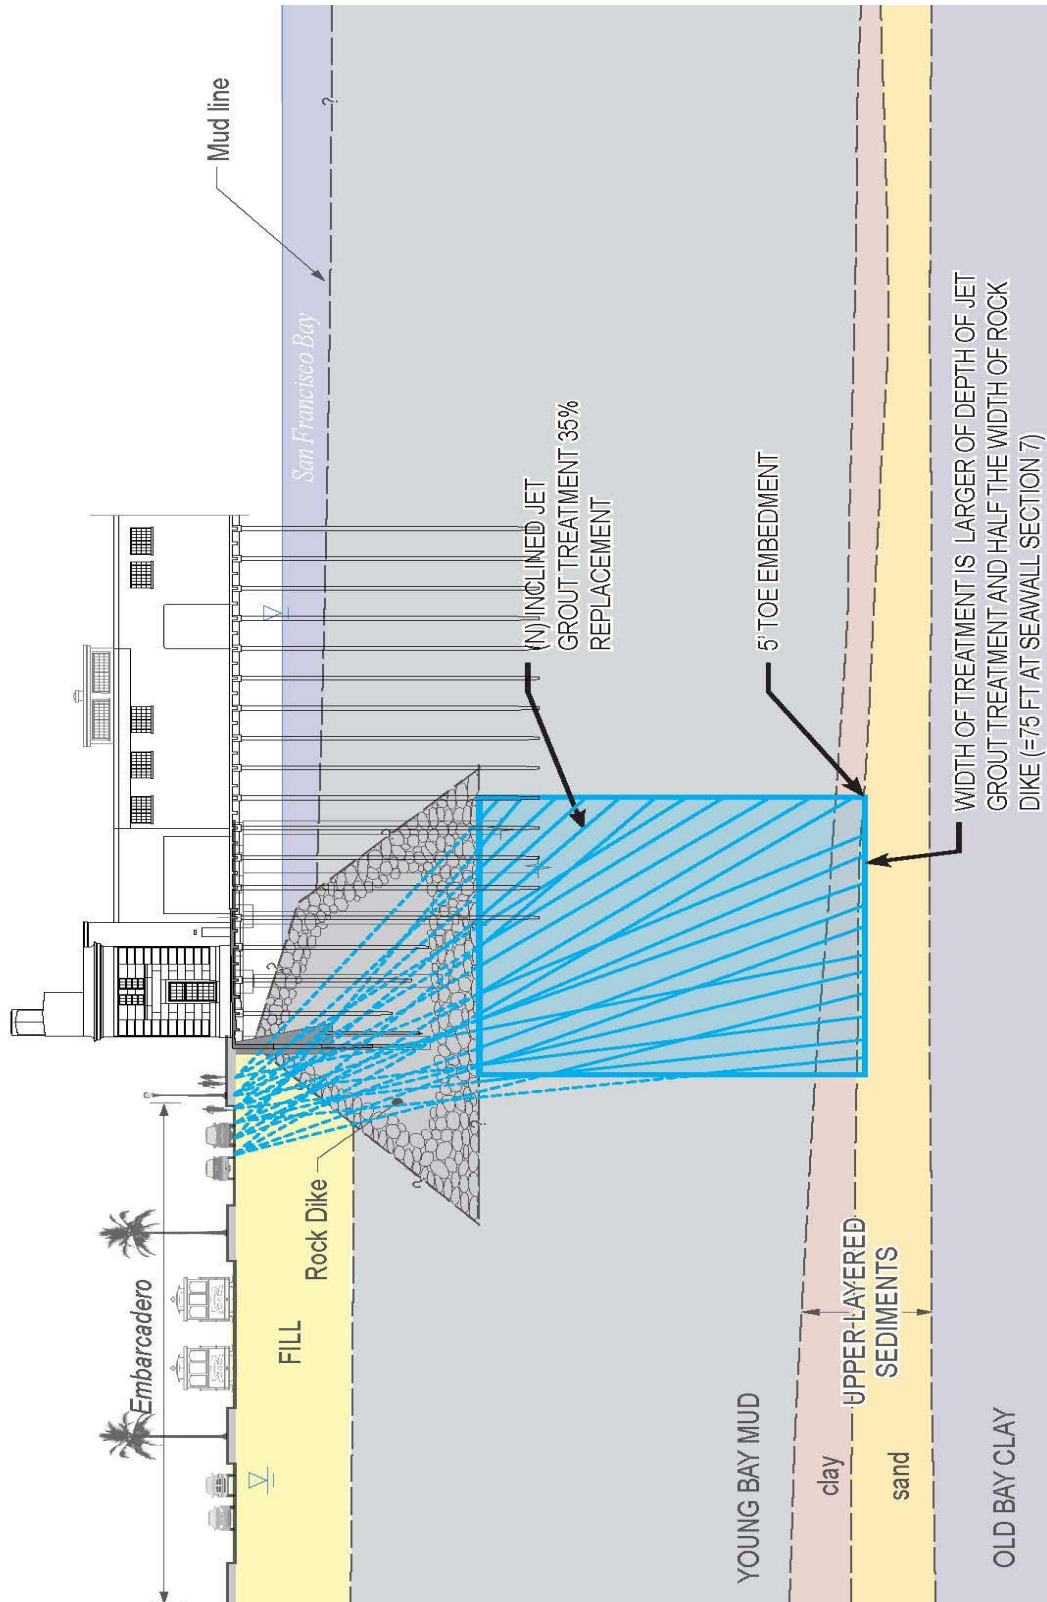 Embarcadero
San Francisco Bay
Mud line
?
?
?
?
?
?
FILL
Rock Dike
(N) INCLINED JET
GROUT TREATMENT 35%
REPLACEMENT
5' TOE EMBEDMENT
YOUNG BAY MUD
clay
UPPER LAYERED
SEDIMENTS
sand
OLD BAY CLAY
WIDTH OF TREATMENT IS LARGER OF DEPTH OF JET
GROUT TREATMENT AND HALF THE WIDTH OF ROCK
DIKE (=75 FT AT SEAWALL SECTION 7)